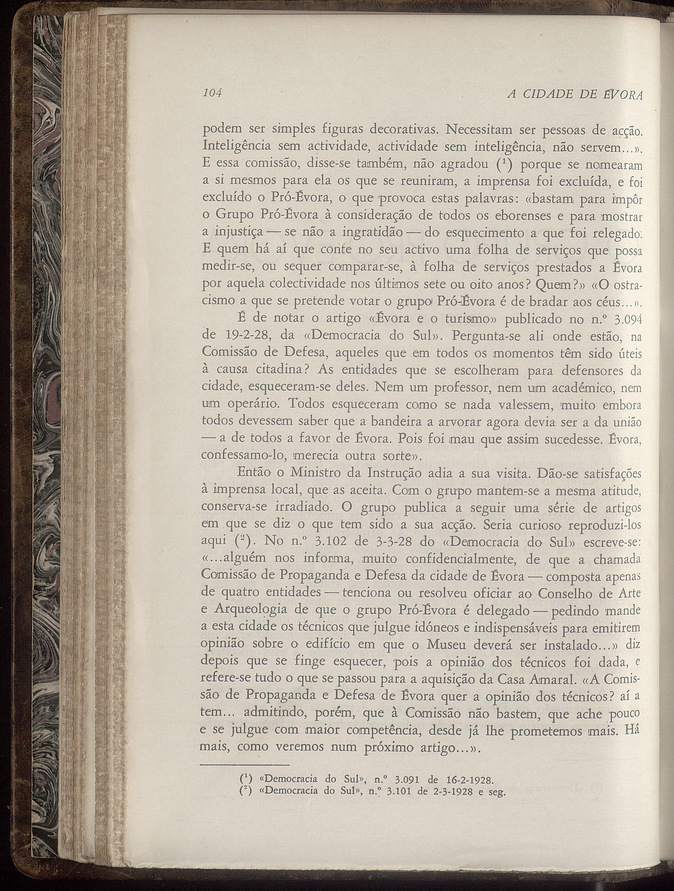 104 A CIDADE DE ÉVORA
podem ser simples figuras decorativas. Necessitam ser pessoas de acção.
Inteligência sem actividade, actividade sem inteligência, não servem...».
E essa comissão, disse-se também, não agradou (¹) porque se nomearam
a si mesmos para ela os que se reuniram, a imprensa foi excluída, e foi
excluído o Pró-Évora, o que provoca estas palavras: «bastam para impôr
o Grupo Pró-Évora à consideração de todos os eborenses e para mostrar
a injustiça — se não a ingratidão — do esquecimento a que foi relegado.
E quem há aí que conte no seu activo uma folha de serviços que possa
medir-se, ou sequer comparar-se, à folha de serviços prestados a Évora
por aquela colectividade nos últimos sete ou oito anos? Quem?» «O ostra-
cismo a que se pretende votar o grupo Pró-Évora é de bradar aos céus...».
É de notar o artigo «Évora e o turismo» publicado no n.º 3.094
de 19-2-28, da «Democracia do Sul». Pergunta-se ali onde estão, na
Comissão de Defesa, aqueles que em todos os momentos têm sido úteis
à causa citadina? As entidades que se escolheram para defensores da
cidade, esqueceram-se deles. Nem um professor, nem um académico, nem
um operário. Todos esqueceram como se nada valessem, muito embora
todos devessem saber que a bandeira a arvorar agora devia ser a da união
— a de todos a favor de Évora. Pois foi mau que assim sucedesse. Évora,
confessamo-lo, merecia outra sorte».
Então o Ministro da Instrução adia a sua visita. Dão-se satisfações
à imprensa local, que as aceita. Com o grupo mantem-se a mesma atitude,
conserva-se irradiado. O grupo publica a seguir uma série de artigos
em que se diz o que tem sido a sua acção. Seria curioso reproduzi-los
aqui (²). No n.º 3.102 de 3-3-28 do «Democracia do Sul» escreve-se:
«...alguém nos informa, muito confidencialmente, de que a chamada
Comissão de Propaganda e Defesa da cidade de Évora — composta apenas
de quatro entidades — tenciona ou resolveu oficiar ao Conselho de Arte
e Arqueologia de que o grupo Pró-Évora é delegado — pedindo mande
a esta cidade os técnicos que julgue idóneos e indispensáveis para emitirem
opinião sobre o edifício em que o Museu deverá ser instalado...» diz
depois que se finge esquecer, pois a opinião dos técnicos foi dada, e
refere-se tudo o que se passou para a aquisição da Casa Amaral. «A Comis-
são de Propaganda e Defesa de Évora quer a opinião dos técnicos? aí a
tem... admitindo, porém, que à Comissão não bastem, que ache pouco
e se julgue com maior competência, desde já lhe prometemos mais. Há
mais, como veremos num próximo artigo...».
(¹) «Democracia do Sul», n.º 3.091 de 16-2-1928.
(²) «Democracia do Sul», n.º 3.101 de 2-3-1928 e seg.